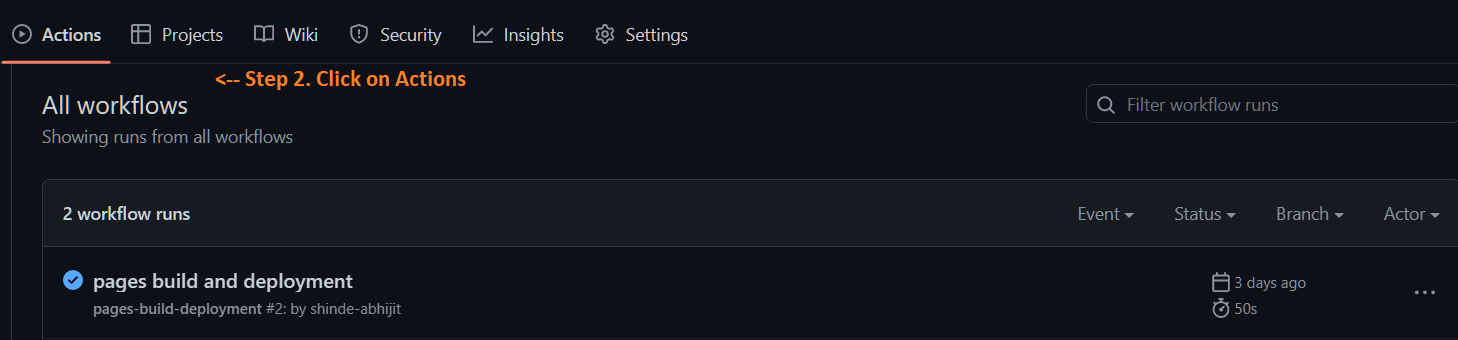 Actions Projects Wiki Security Insights Settings
<-- Step 2. Click on Actions
All workflows
Filter workflow runs
Showing runs from all workflows
2 workflow runs Event Status Branch Actor
pages build and deployment
3 days ago
pages-build-deployment #2: by shinde-abhijit
50s